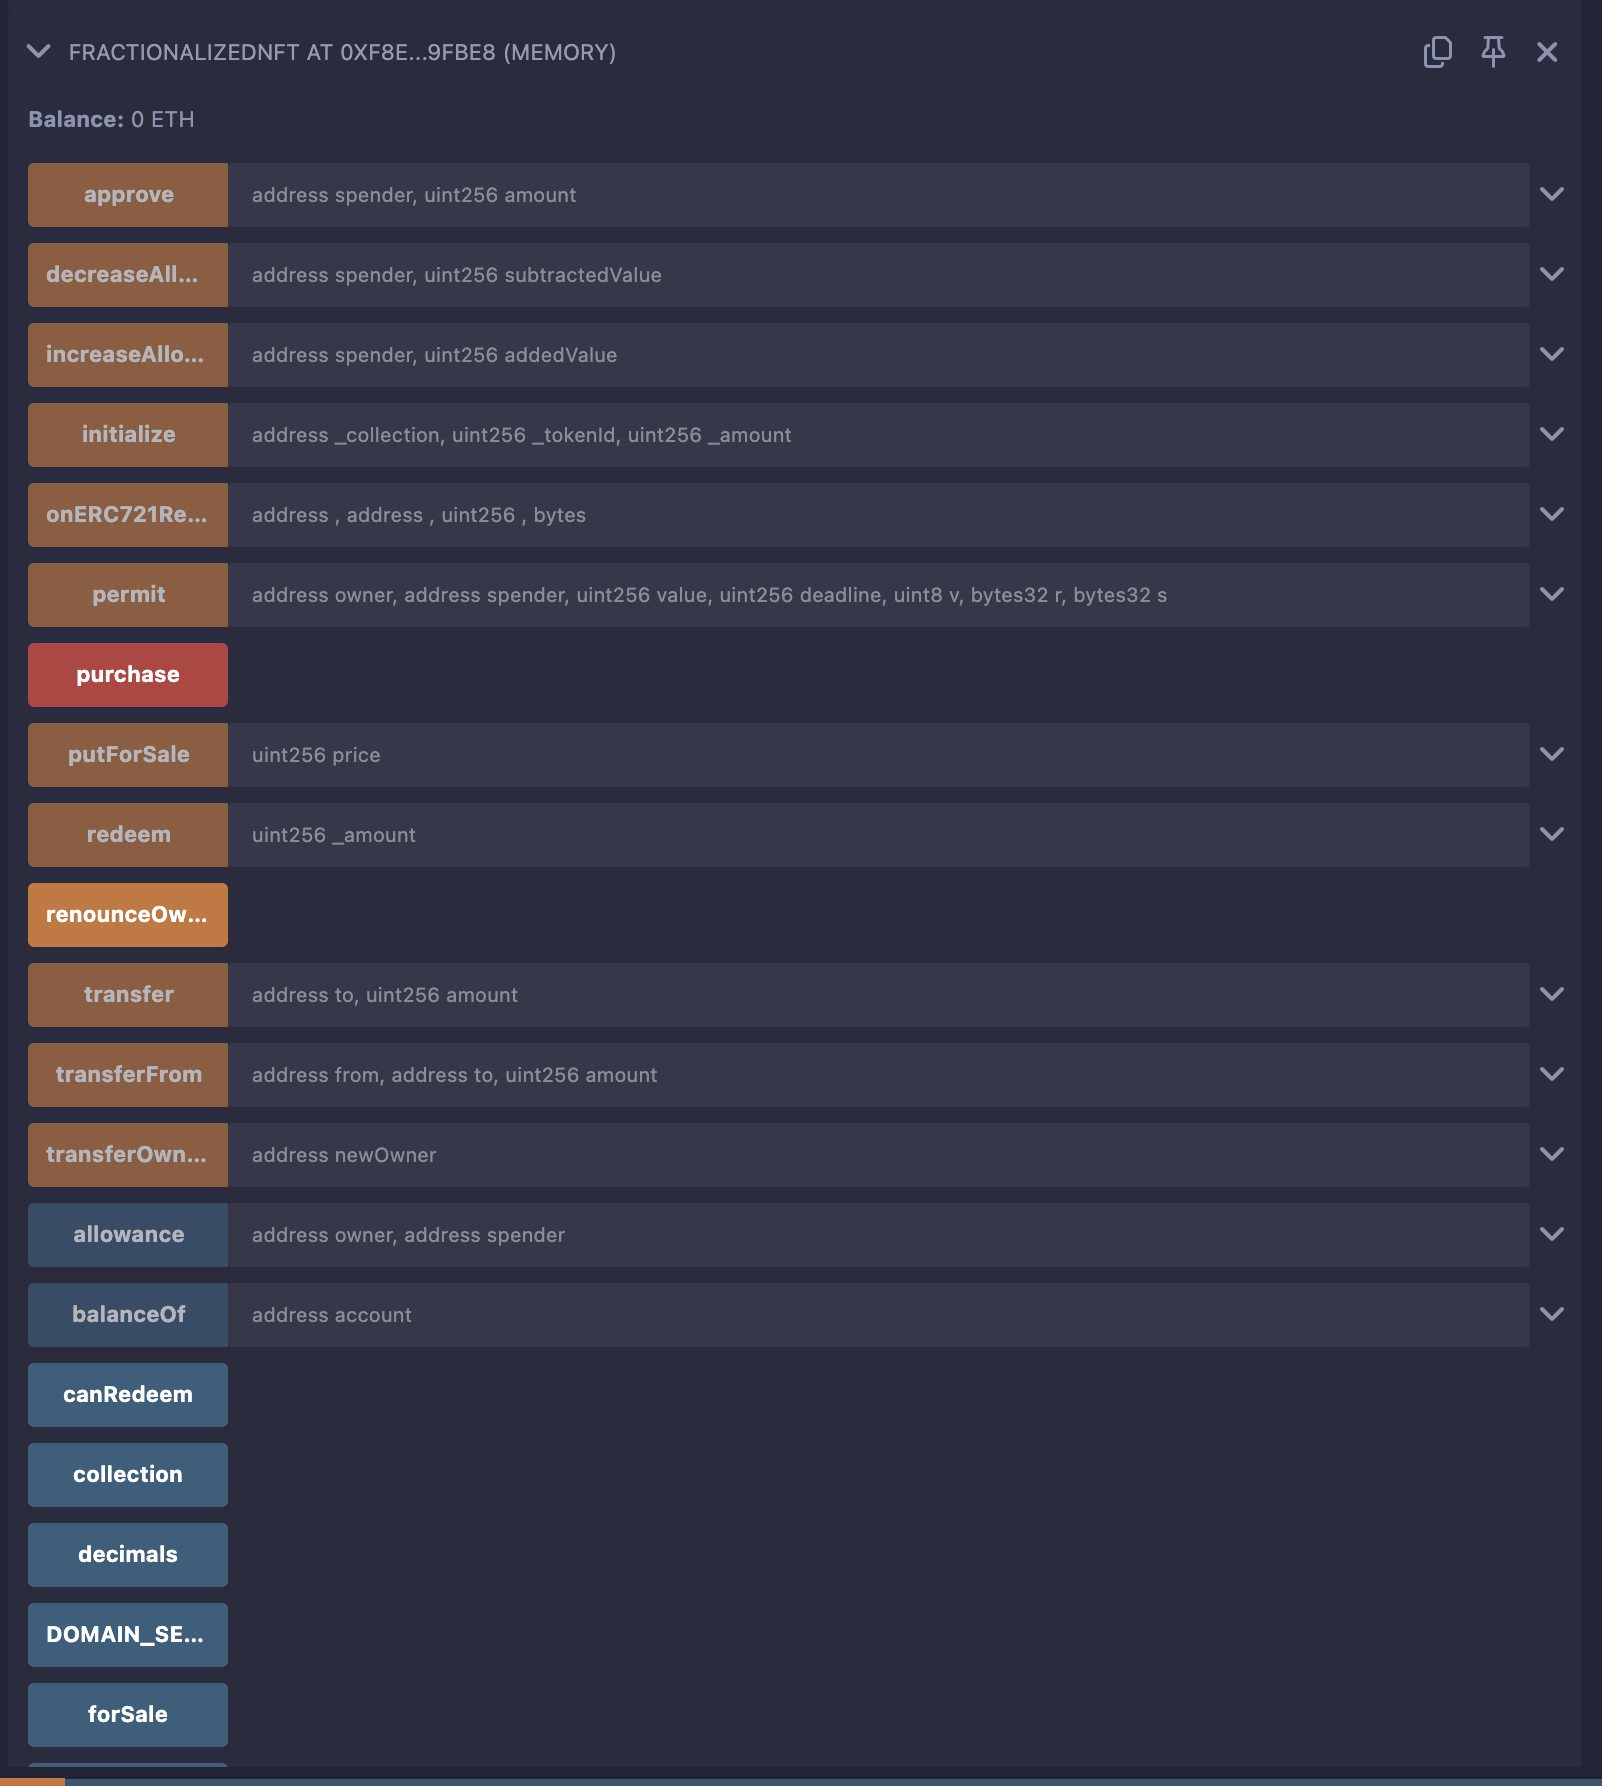 FRACTIONALIZEDNFT AT 0XF8E...9FBE8 (MEMORY)
Balance: 0 ETH
approve address spender, uint256 amount
decreaseAll... address spender, uint256 subtractedValue
increaseAllo... address spender, uint256 addedValue
initialize address _collection, uint256 _tokenId, uint256 _amount
onERC721Re... address , address , uint256 , bytes
permit address owner, address spender, uint256 value, uint256 deadline, uint8 v, bytes32 r, bytes32 s
purchase
putForSale uint256 price
redeem uint256 _amount
renounceOw...
transfer address to, uint256 amount
transferFrom address from, address to, uint256 amount
transferOwn... address newOwner
allowance address owner, address spender
balanceOf address account
canRedeem
collection
decimals
DOMAIN_SE...
forSale